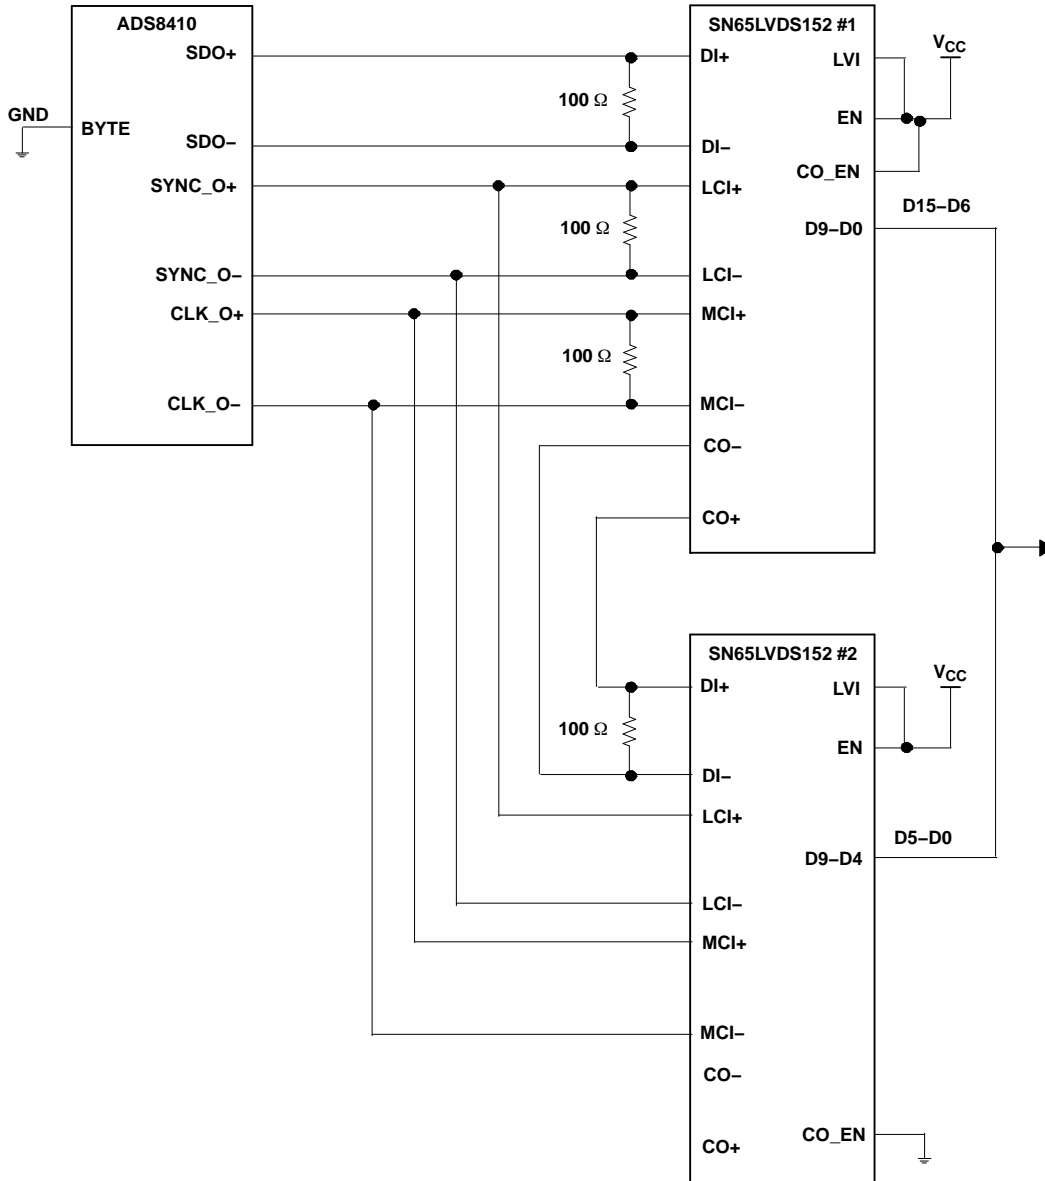 ADS8410
SDO+
GND
BYTE
SDO–
SYNC_O+
SYNC_O–
CLK_O+
CLK_O–
100 Ω
100 Ω
100 Ω
SN65LVDS152 #1
DI+
LVI
VCC
EN
DI–
CO_EN
LCI+
D15–D6
D9–D0
LCI–
MCI+
MCI–
CO–
CO+
SN65LVDS152 #2
DI+
LVI
VCC
100 Ω
EN
DI–
LCI+
D5–D0
D9–D4
LCI–
MCI+
MCI–
CO–
CO_EN
CO+